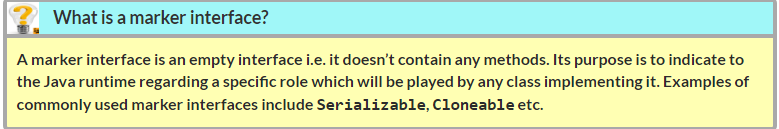 What is a marker interface?
A marker interface is an empty interface i.e. it doesn’t contain any methods. Its purpose is to indicate to
the Java runtime regarding a specific role which will be played by any class implementing it. Examples of
commonly used marker interfaces include Serializable, Cloneable etc.